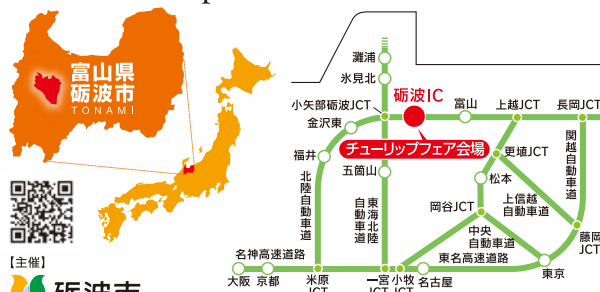 富山県
砺波市
TONAMI
【主催】
砺波市
灘浦
氷見北
小矢部砺波JCT
砺波IC
富山
上越JCT
長岡JCT
金沢東
チューリップフェア会場
福井
五箇山
更埴JCT
松本
関越自動車道
北陸自動車道
東海北陸
自動車道
岡谷JCT
上信越
自動車道
中央
自動車道
藤岡
JCT
名神高速道路
東名高速道路
東京
大阪
京都
米原
JCT
一宮
JCT
小牧
JCT
名古屋